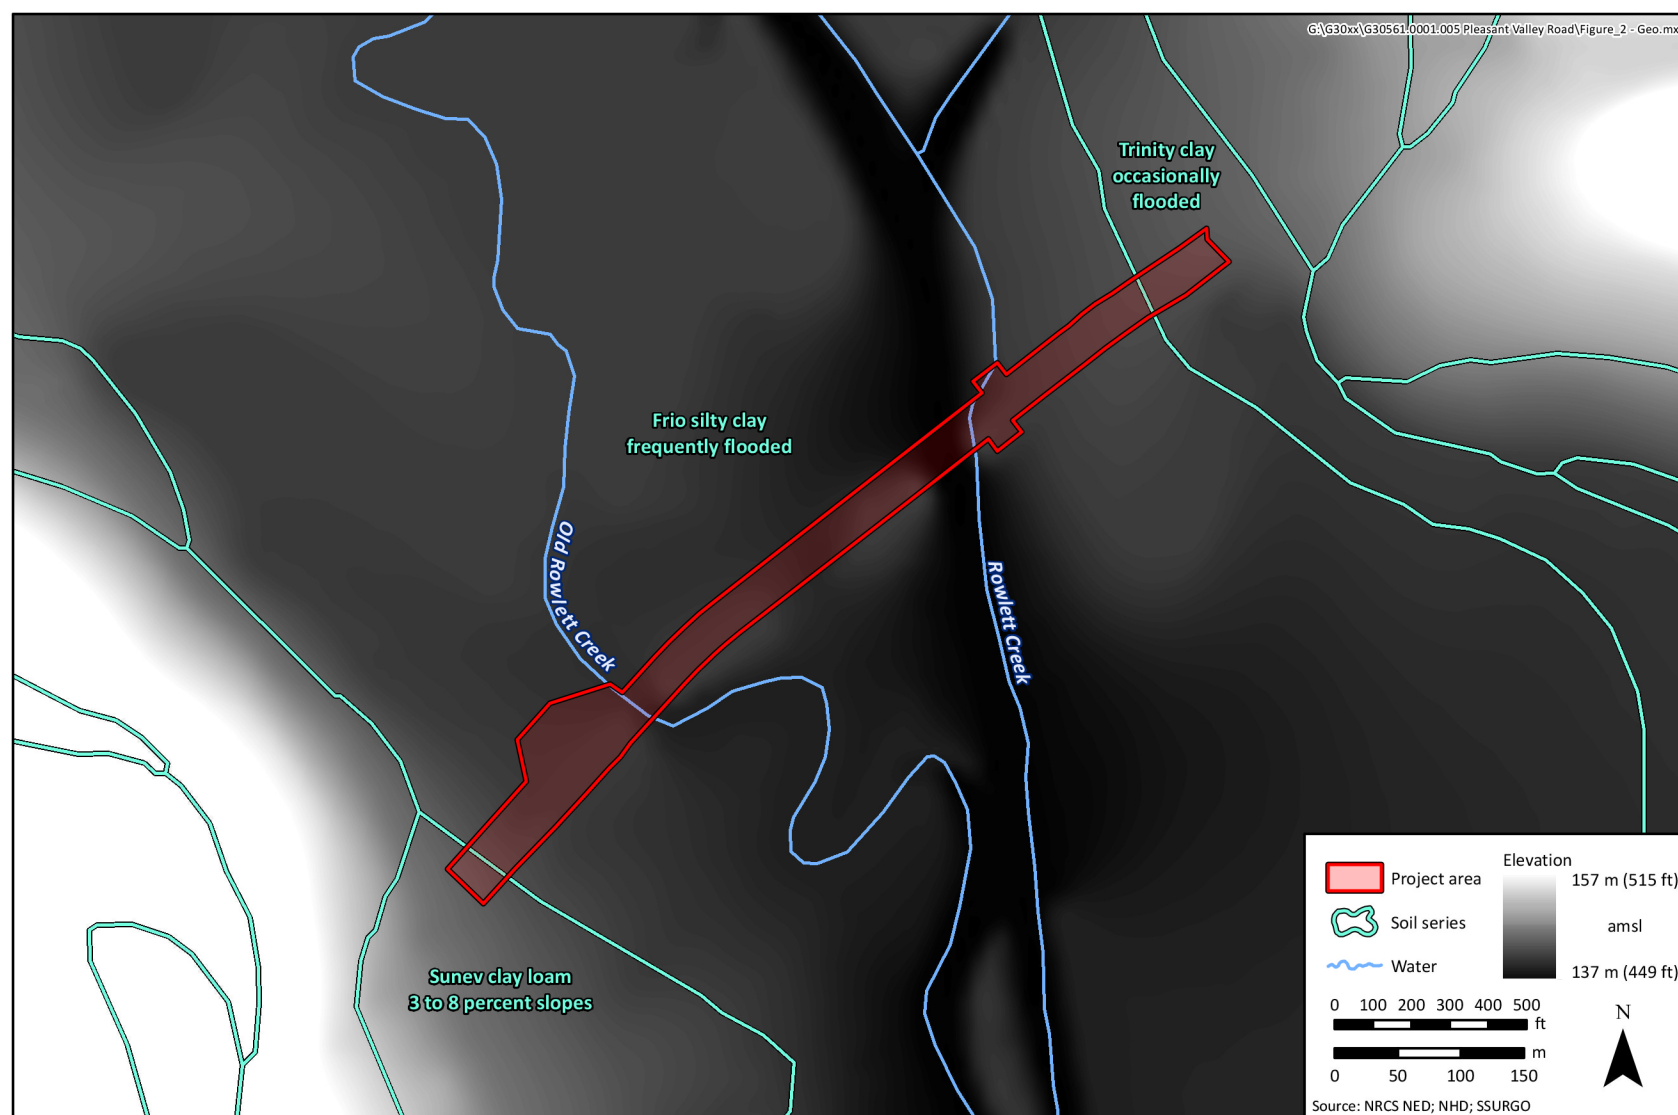 G:\G30xx\G30561.0001.005 Pleasant Valley Road\Figure_2 - Geo.mx
Trinity clay
occasionally
flooded
Frio silty clay
frequently flooded
Old Rowlett Creek
Rowlett Creek
Sunev clay loam
3 to 8 percent slopes
Project area
Soil series
Water
Elevation
157 m (515 ft)
amsl
137 m (449 ft)
0 100 200 300 400 500
ft
m
0 50 100 150
N
Source: NRCS NED; NHD; SSURGO